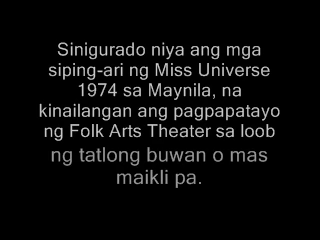 Sinigurado niya ang mga
siping-ari ng Miss Universe
1974 sa Maynila, na
kinailangan ang pagpapatayo
ng Folk Arts Theater sa loob
ng tatlong buwan o mas
maikli pa.